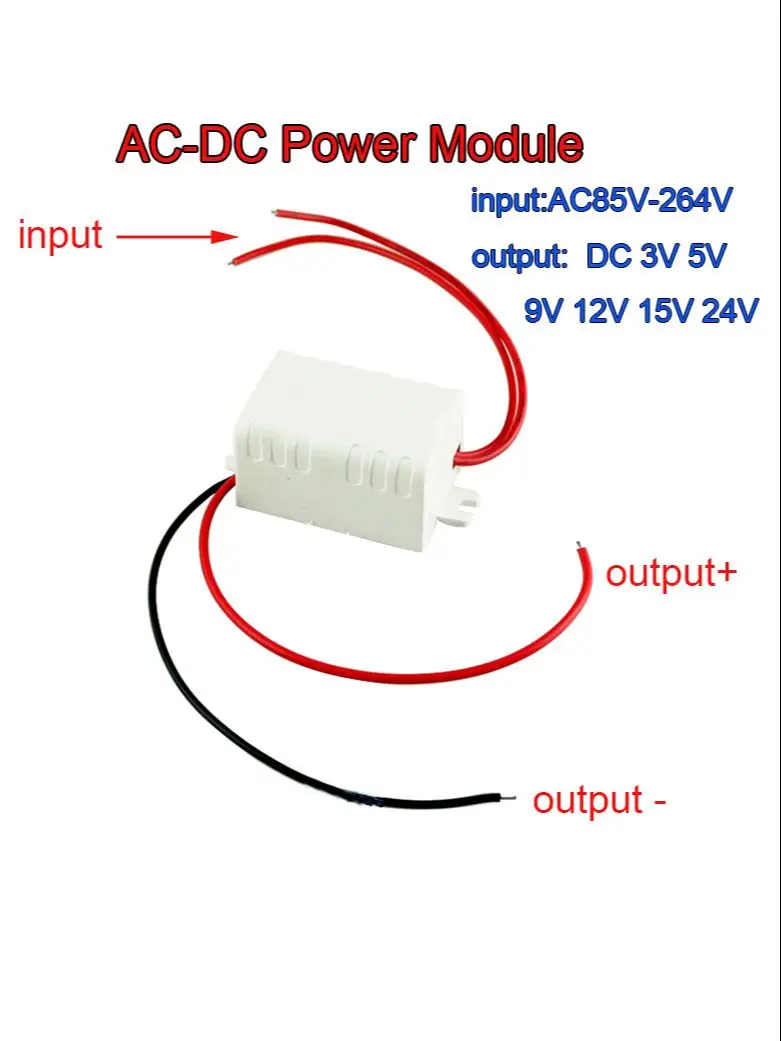 AC-DC Power Module
input:AC85V-264V
input
output: DC 3V 5V
9V 12V 15V 24V
output+
output -